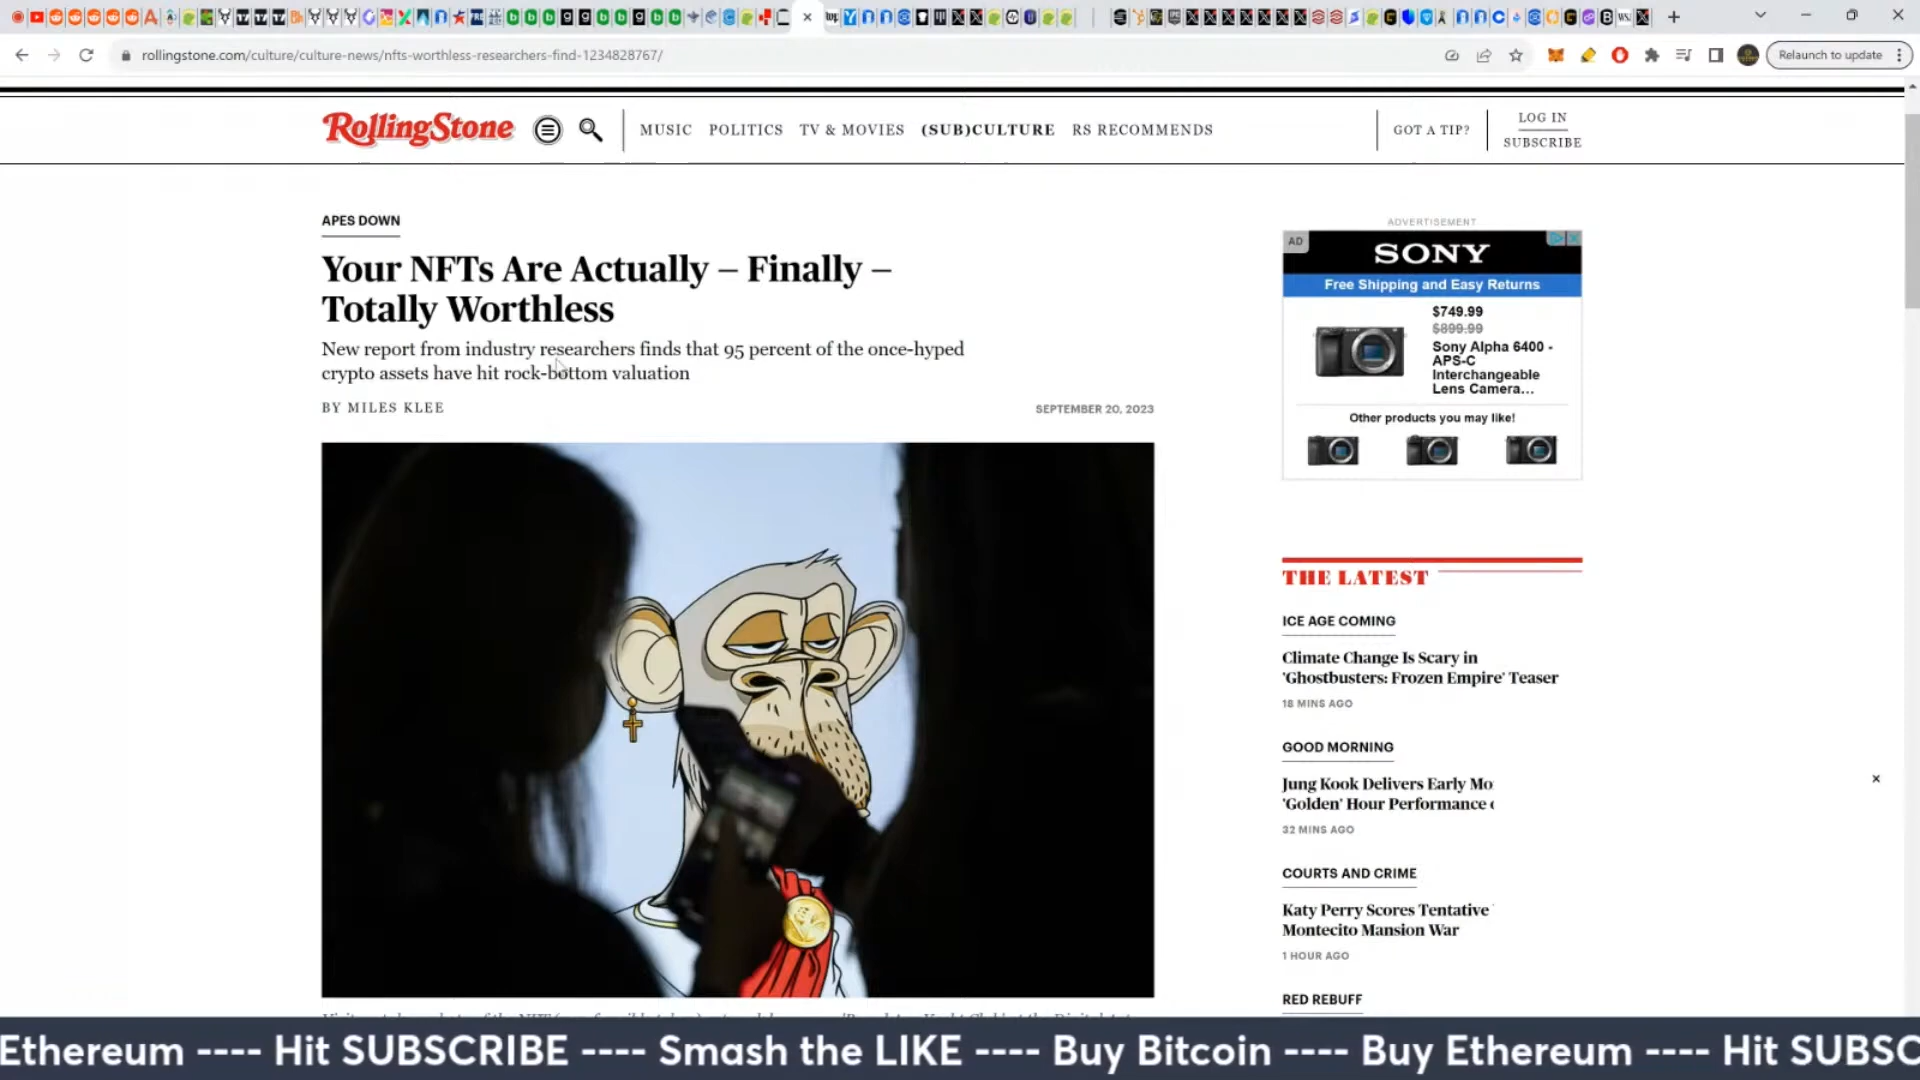 rollingstone.com/culture/culture-news/nfts-worthless-researchers-find-1234828767/
Relaunch to update
RollingStone
MUSIC POLITICS TV & MOVIES (SUB)CULTURE RS RECOMMENDS
GOT A TIP?
LOG IN
SUBSCRIBE
APES DOWN
Your NFTs Are Actually – Finally –
Totally Worthless
New report from industry researchers finds that 95 percent of the once-hyped
crypto assets have hit rock-bottom valuation
BY MILES KLEE
SEPTEMBER 20, 2023
ADVERTISEMENT
AD
SONY
Free Shipping and Easy Returns
$749.99
$899.99
Sony Alpha 6400 -
APS-C
Interchangeable
Lens Camera...
Other products you may like!
THE LATEST
ICE AGE COMING
Climate Change Is Scary in
'Ghostbusters: Frozen Empire' Teaser
18 MINS AGO
GOOD MORNING
Jung Kook Delivers Early Mo
'Golden' Hour Performance
32 MINS AGO
COURTS AND CRIME
Katy Perry Scores Tentative
Montecito Mansion War
1 HOUR AGO
RED REBUFF
Ethereum ---- Hit SUBSCRIBE ---- Smash the LIKE ---- Buy Bitcoin ---- Buy Ethereum ---- Hit SUBSC